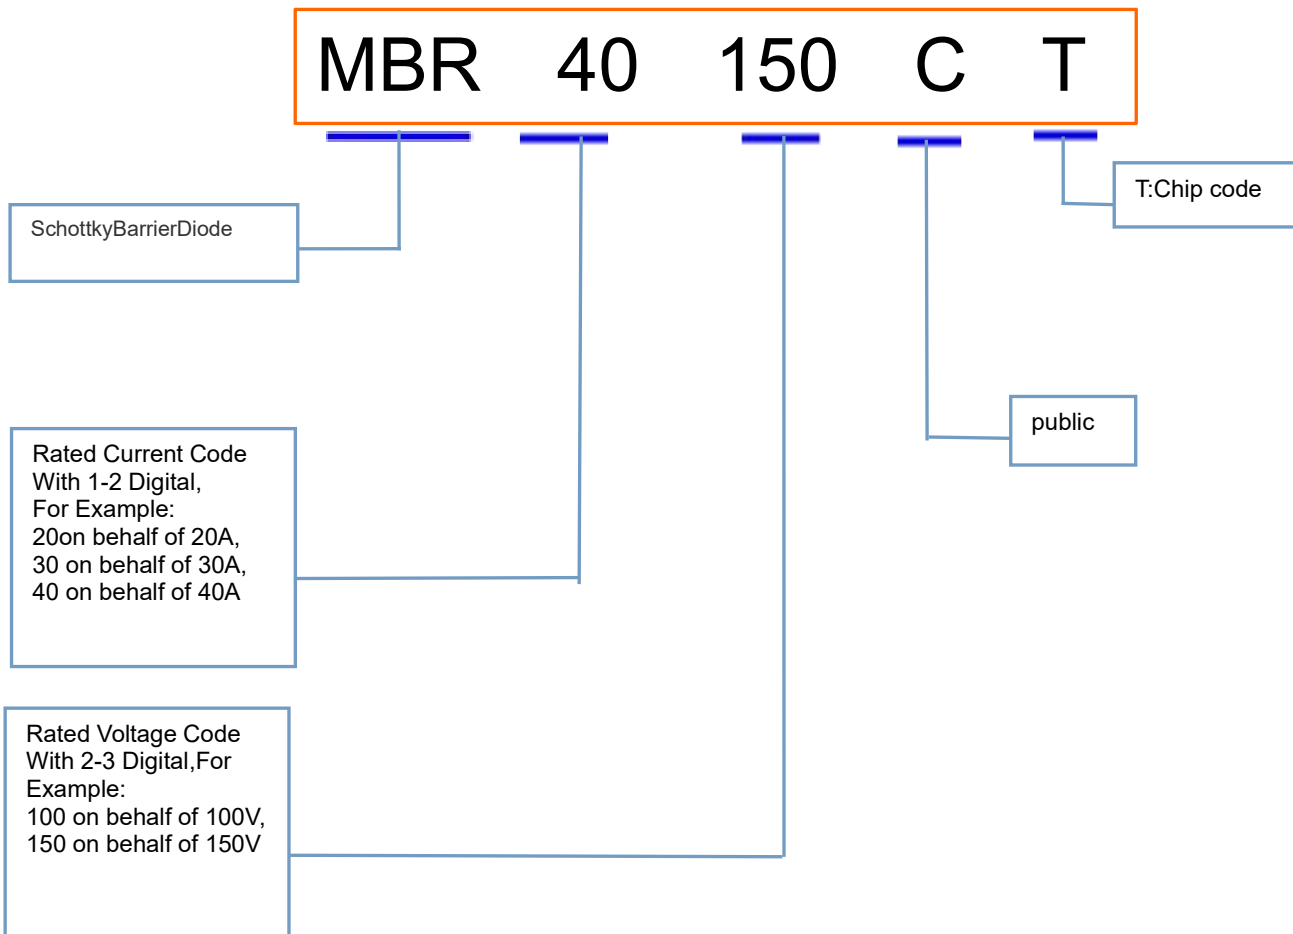 MBR 40 150 C T
T:Chip code
SchottkyBarrierDiode
public
Rated Current Code
With 1-2 Digital,
For Example:
20on behalf of 20A,
30 on behalf of 30A,
40 on behalf of 40A
Rated Voltage Code
With 2-3 Digital,For
Example:
100 on behalf of 100V,
150 on behalf of 150V